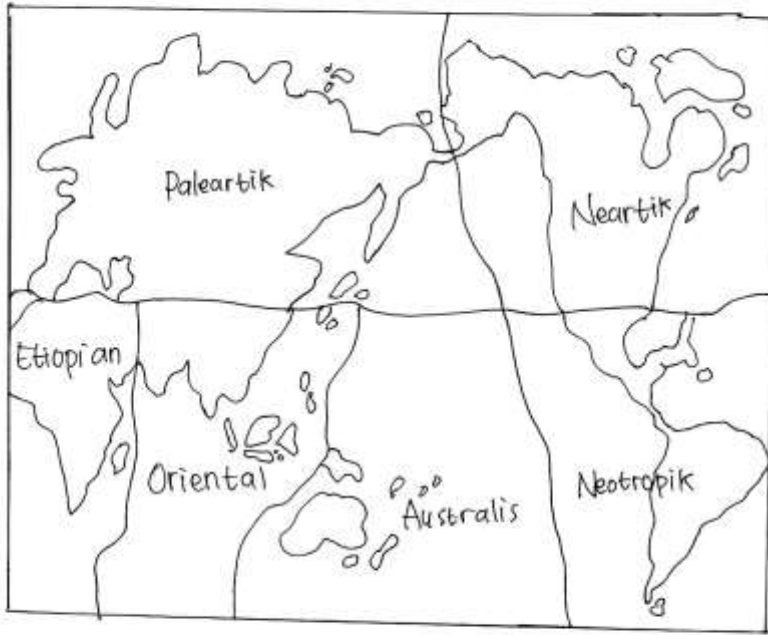 Paleartik
Neartik
Etiopian
Oriental
Australis
Neotropik